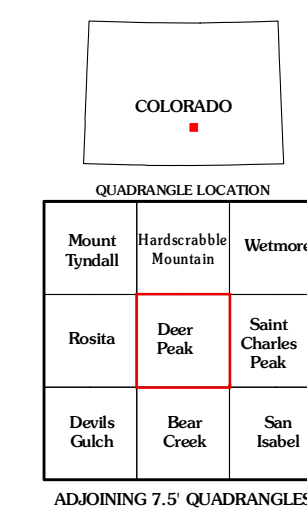 COLORADO
QUADRANGLE LOCATION
Mount
Tyndall
Hardscrabble
Mountain
Wetmore
Rosita
Deer
Peak
Saint
Charles
Peak
Devils
Gulch
Bear
Creek
San
Isabel
ADJOINING 7.5' QUADRANGLES